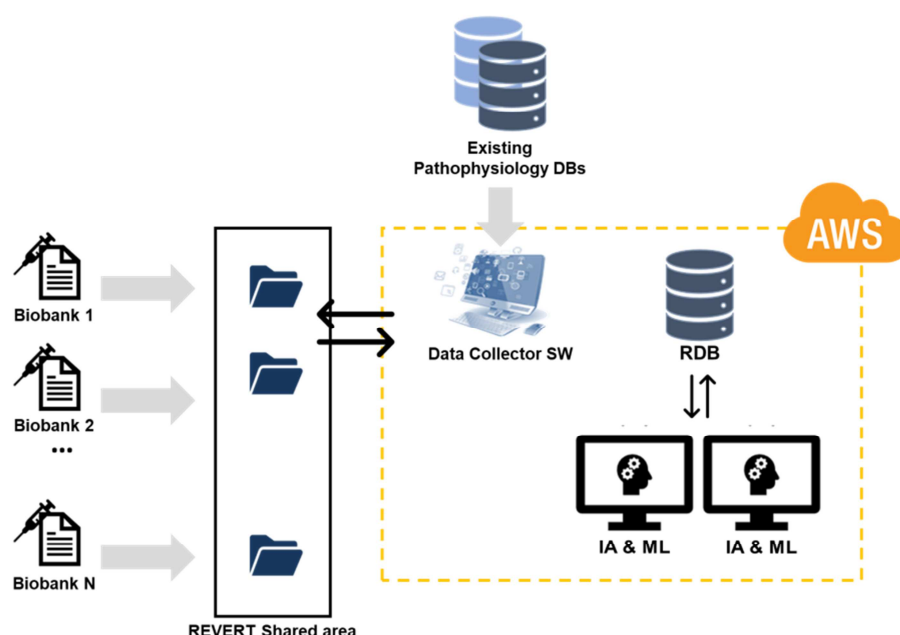 Existing
Pathophysiology DBs
AWS
Biobank 1
Data Collector SW
RDB
Biobank 2
...
IA & ML
IA & ML
Biobank N
REVERT Shared area